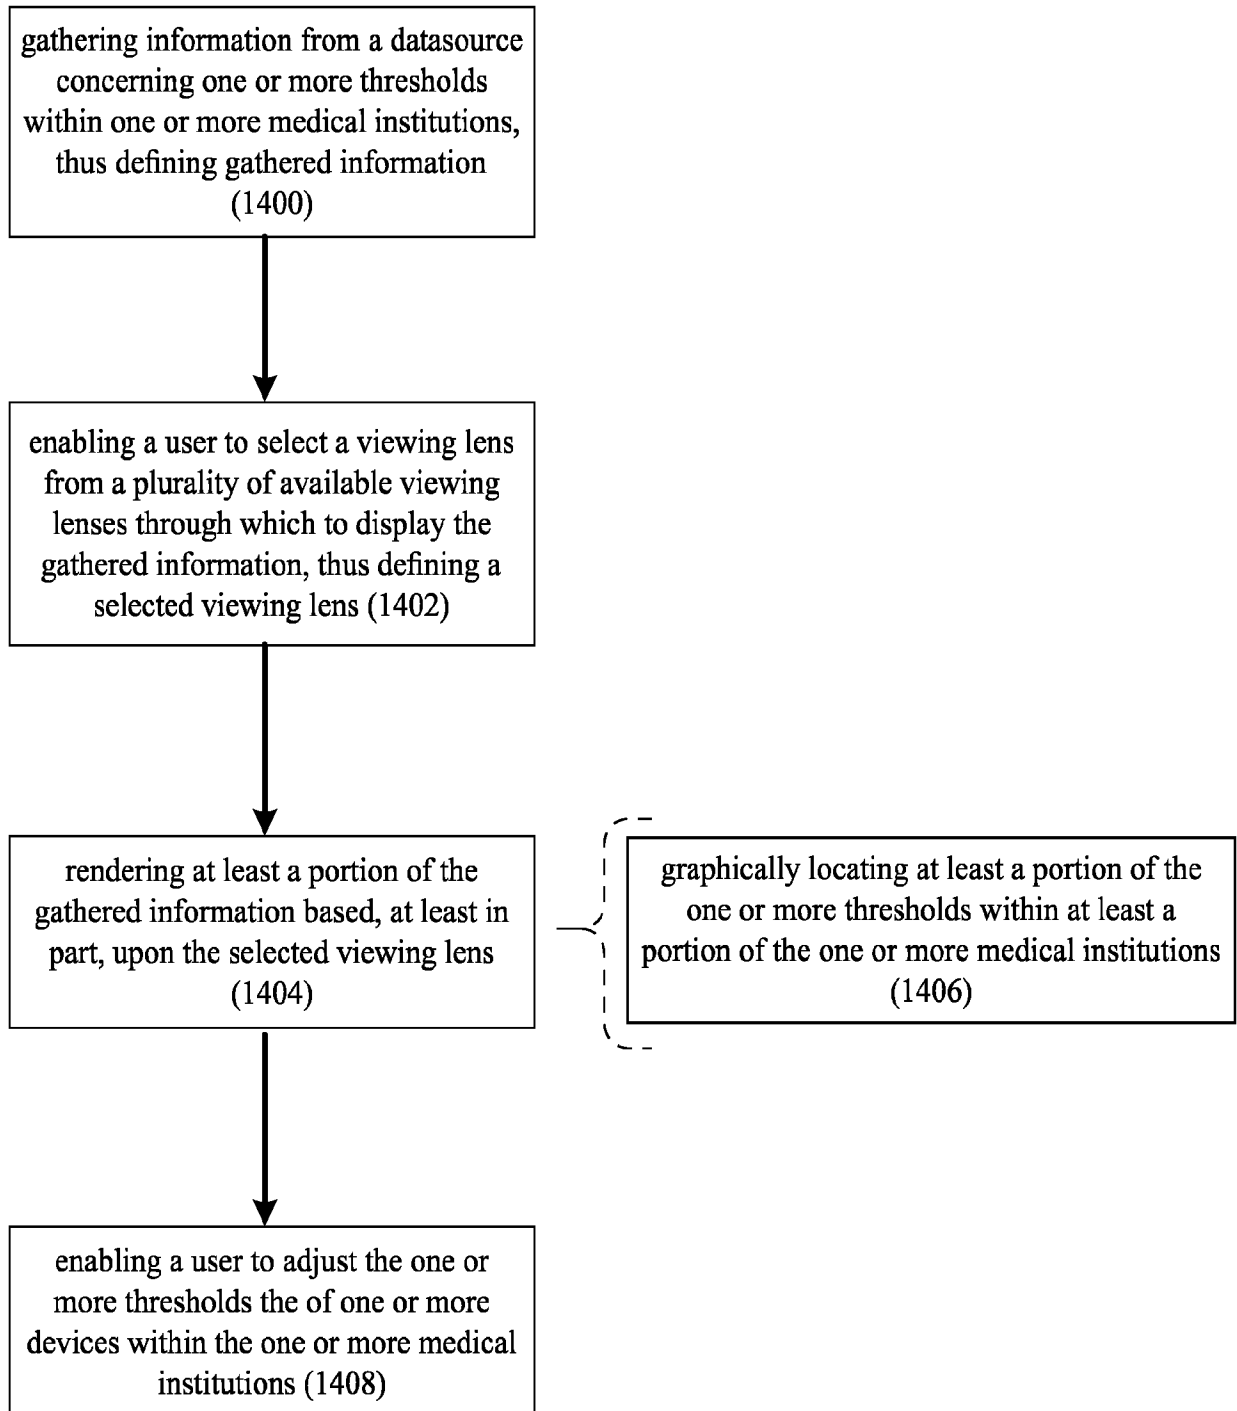 gathering information from a datasource
concerning one or more thresholds
within one or more medical institutions,
thus defining gathered information
(1400)
enabling a user to select a viewing lens
from a plurality of available viewing
lenses through which to display the
gathered information, thus defining a
selected viewing lens (1402)
rendering at least a portion of the
gathered information based, at least in
part, upon the selected viewing lens
(1404)
graphically locating at least a portion of the
one or more thresholds within at least a
portion of the one or more medical institutions
(1406)
enabling a user to adjust the one or
more thresholds the of one or more
devices within the one or more medical
institutions (1408)